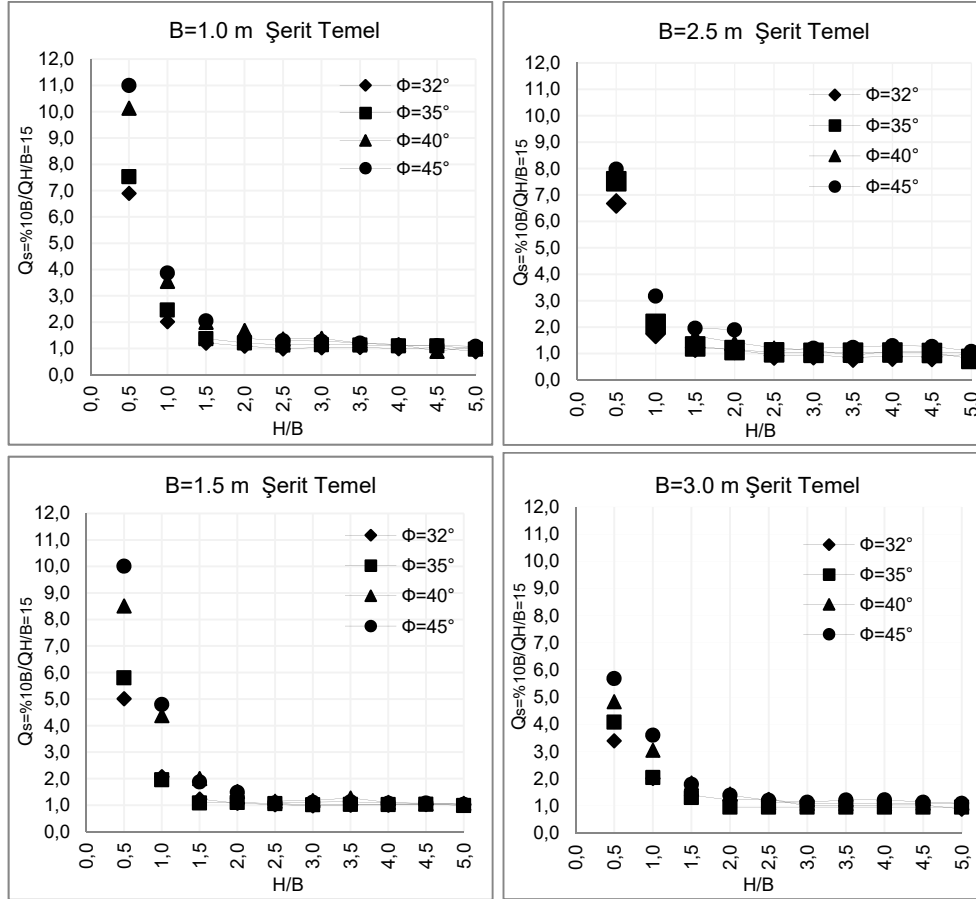 B=1.0 m Şerit Temel
Qs=%10B/QH/B=15
12,0
11,0
10,0
9,0
8,0
7,0
6,0
5,0
4,0
3,0
2,0
1,0
0,0
Φ=32°
Φ=35°
Φ=40°
Φ=45°
0,0 0,5 1,0 1,5 2,0 2,5 3,0 3,5 4,0 4,5 5,0
H/B
B=2.5 m Şerit Temel
Qs=%10B/QH/B=15
12,0
11,0
10,0
9,0
8,0
7,0
6,0
5,0
4,0
3,0
2,0
1,0
0,0
Φ=32°
Φ=35°
Φ=40°
Φ=45°
0,0 0,5 1,0 1,5 2,0 2,5 3,0 3,5 4,0 4,5 5,0
H/B
B=1.5 m Şerit Temel
Qs=%10B/QH/B=15
12,0
11,0
10,0
9,0
8,0
7,0
6,0
5,0
4,0
3,0
2,0
1,0
0,0
Φ=32°
Φ=35°
Φ=40°
Φ=45°
0,0 0,5 1,0 1,5 2,0 2,5 3,0 3,5 4,0 4,5 5,0
H/B
B=3.0 m Şerit Temel
Qs=%10B/QH/B=15
12,0
11,0
10,0
9,0
8,0
7,0
6,0
5,0
4,0
3,0
2,0
1,0
0,0
Φ=32°
Φ=35°
Φ=40°
Φ=45°
0,0 0,5 1,0 1,5 2,0 2,5 3,0 3,5 4,0 4,5 5,0
H/B